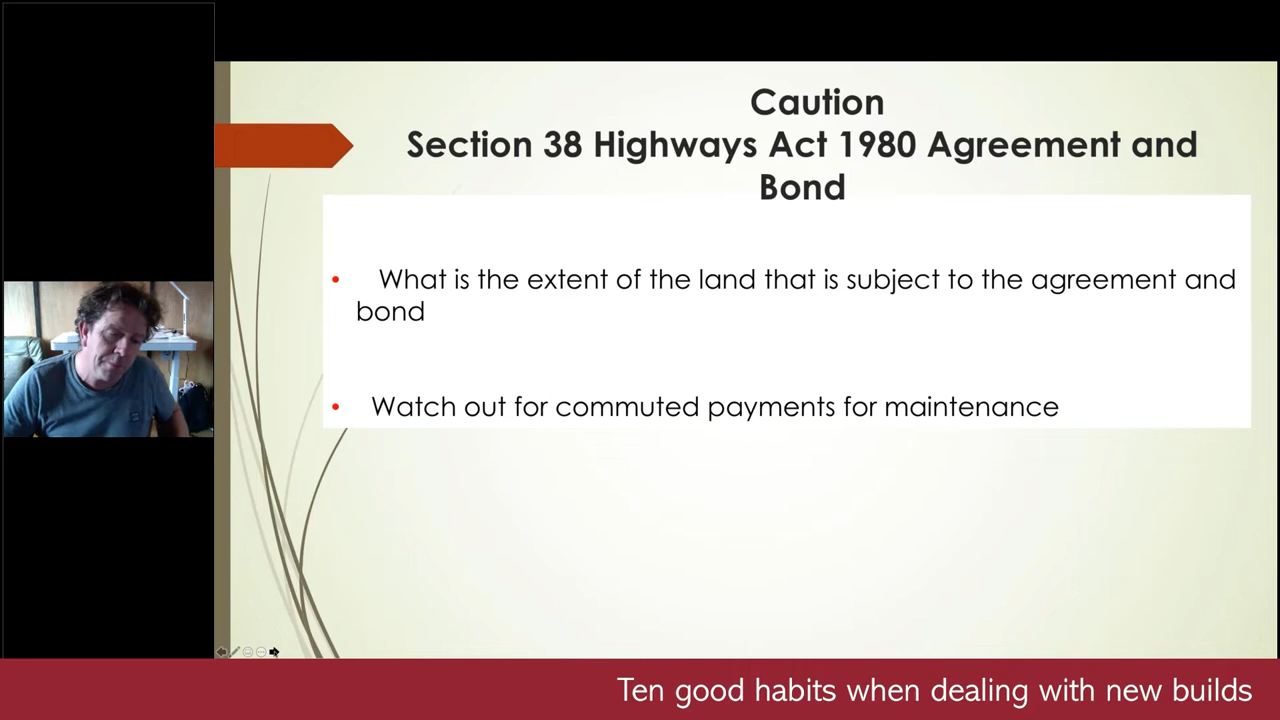 Caution
Section 38 Highways Act 1980 Agreement and
Bond
• What is the extent of the land that is subject to the agreement and
bond
• Watch out for commuted payments for maintenance
Ten good habits when dealing with new builds